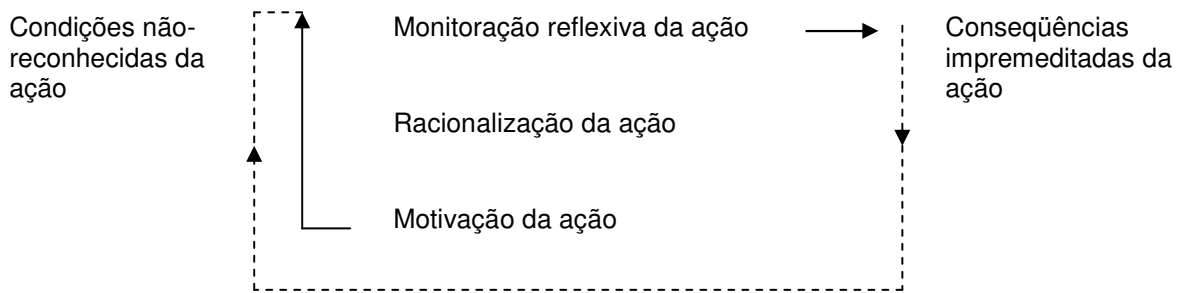 Condições não-
reconhecidas da
ação
Monitoração reflexiva da ação
Racionalização da ação
Motivação da ação
Conseqüências
impremeditadas da
ação